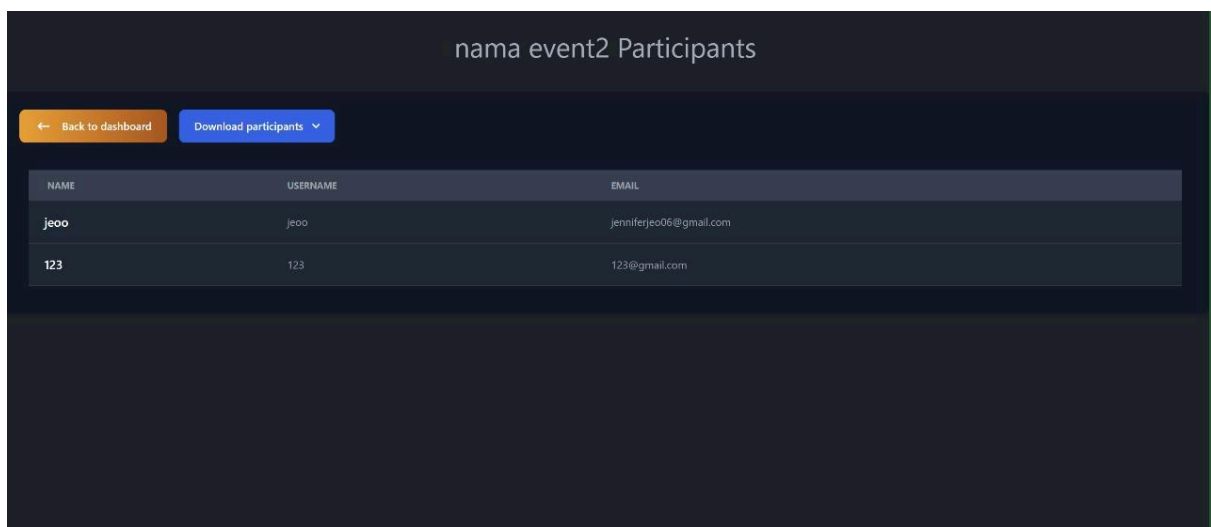 nama event2 Participants
← Back to dashboard Download participants
NAME USERNAME EMAIL
jeoo jeoo jenniferjeo06@gmail.com
123 123 123@gmail.com